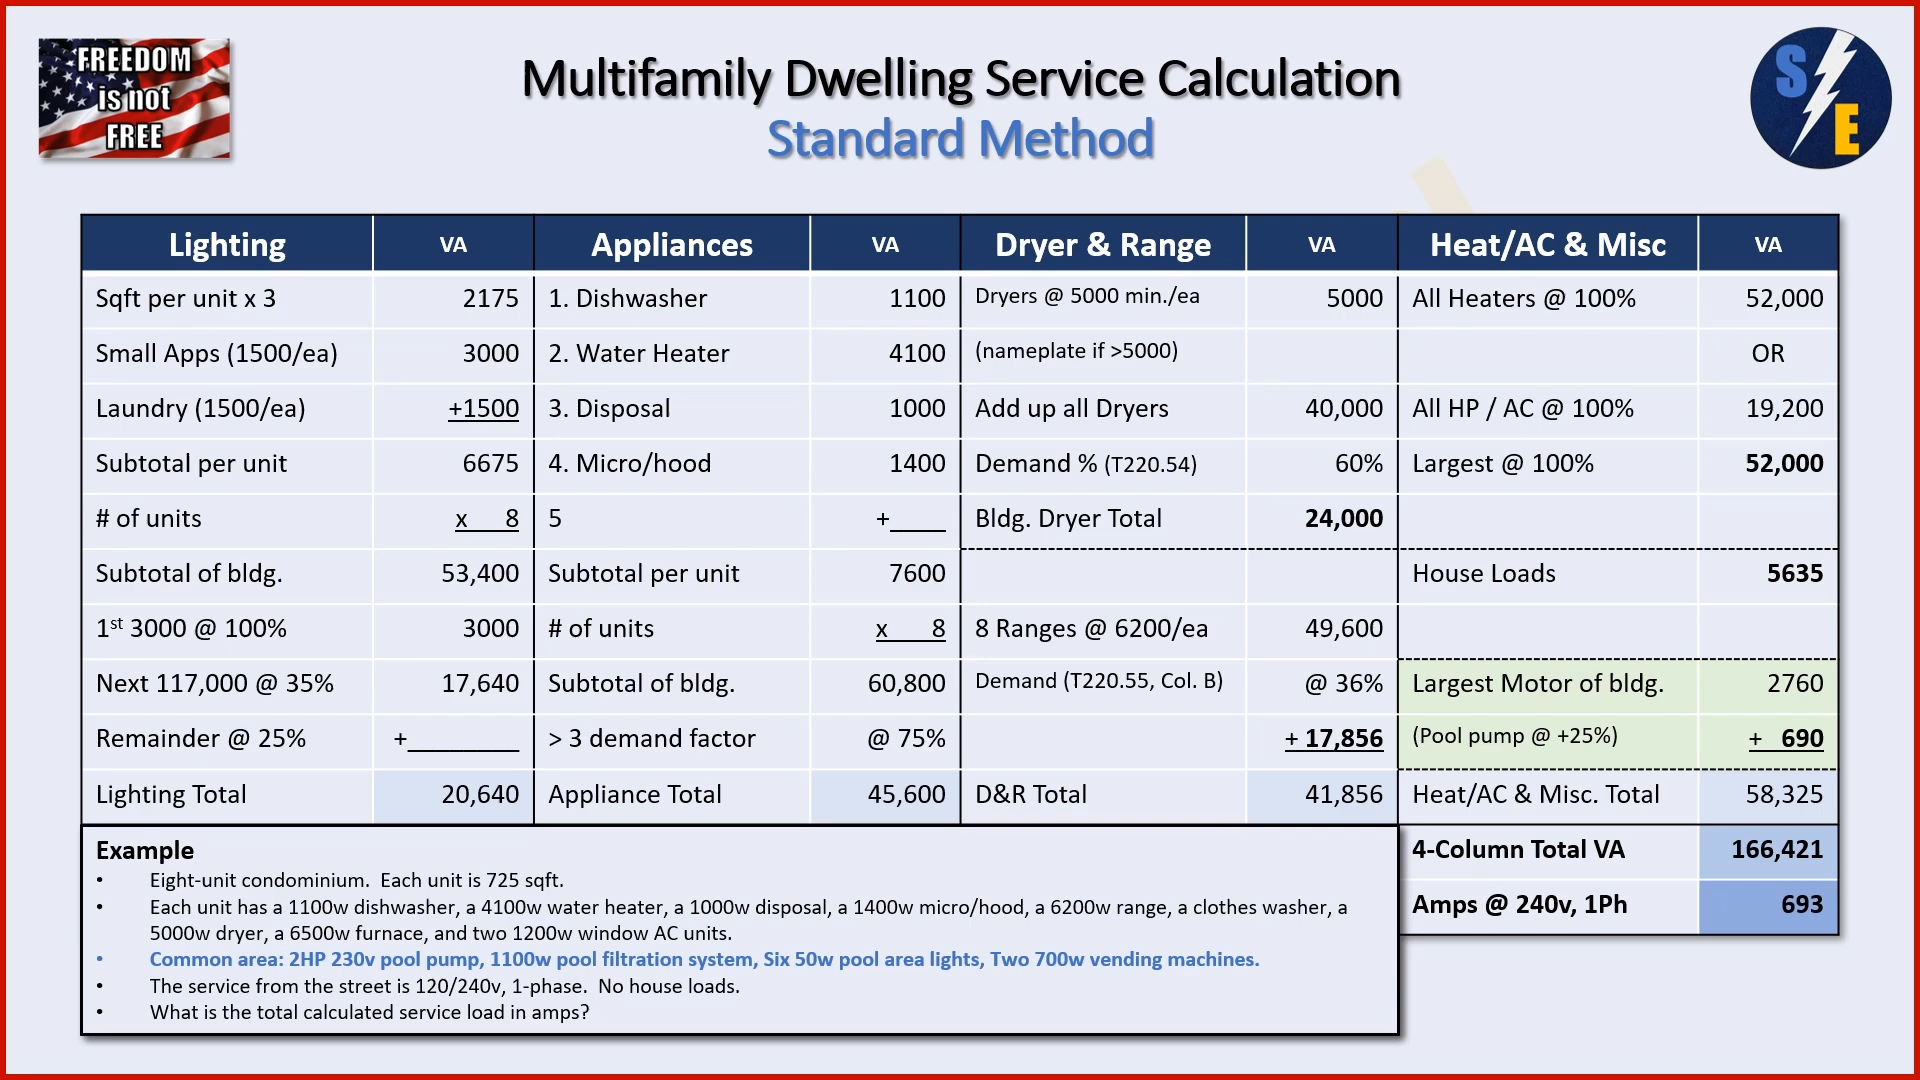 FREEDOM
is not
FREE
Multifamily Dwelling Service Calculation
Standard Method
S
E
Lighting VA Appliances VA Dryer & Range VA Heat/AC & Misc VA
Sqft per unit x 3 2175 1. Dishwasher 1100 Dryers @ 5000 min./ea 5000 All Heaters @ 100% 52,000
Small Apps (1500/ea) 3000 2. Water Heater 4100 (nameplate if >5000) OR
Laundry (1500/ea) +1500 3. Disposal 1000 Add up all Dryers 40,000 All HP / AC @ 100% 19,200
Subtotal per unit 6675 4. Micro/hood 1400 Demand % (T220.54) 60% Largest @ 100% 52,000
# of units x 8 5 +____ Bldg. Dryer Total 24,000
Subtotal of bldg. 53,400 Subtotal per unit 7600 House Loads 5635
1st 3000 @ 100% 3000 # of units x 8 8 Ranges @ 6200/ea 49,600
Next 117,000 @ 35% 17,640 Subtotal of bldg. 60,800 Demand (T220.55, Col. B) @ 36% Largest Motor of bldg. 2760
Remainder @ 25% +________ > 3 demand factor @ 75% + 17,856 (Pool pump @ +25%) + 690
Lighting Total 20,640 Appliance Total 45,600 D&R Total 41,856 Heat/AC & Misc. Total 58,325
4-Column Total VA 166,421
Amps @ 240v, 1Ph 693
Example
• Eight-unit condominium. Each unit is 725 sqft.
• Each unit has a 1100w dishwasher, a 4100w water heater, a 1000w disposal, a 1400w micro/hood, a 6200w range, a clothes washer, a
5000w dryer, a 6500w furnace, and two 1200w window AC units.
• Common area: 2HP 230v pool pump, 1100w pool filtration system, Six 50w pool area lights, Two 700w vending machines.
• The service from the street is 120/240v, 1-phase. No house loads.
• What is the total calculated service load in amps?